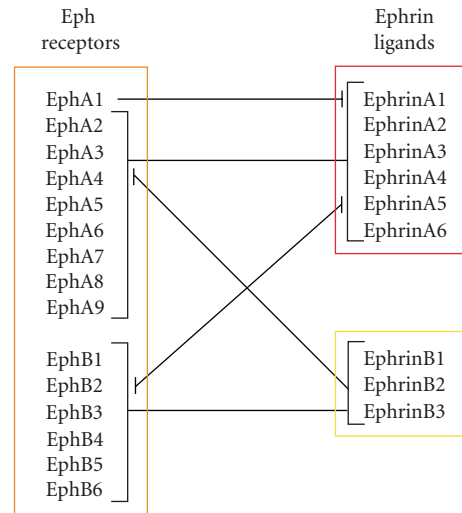 Eph
receptors
EphA1
EphA2
EphA3
EphA4
EphA5
EphA6
EphA7
EphA8
EphA9
EphB1
EphB2
EphB3
EphB4
EphB5
EphB6
Ephrin
ligands
EphrinA1
EphrinA2
EphrinA3
EphrinA4
EphrinA5
EphrinA6
EphrinB1
EphrinB2
EphrinB3